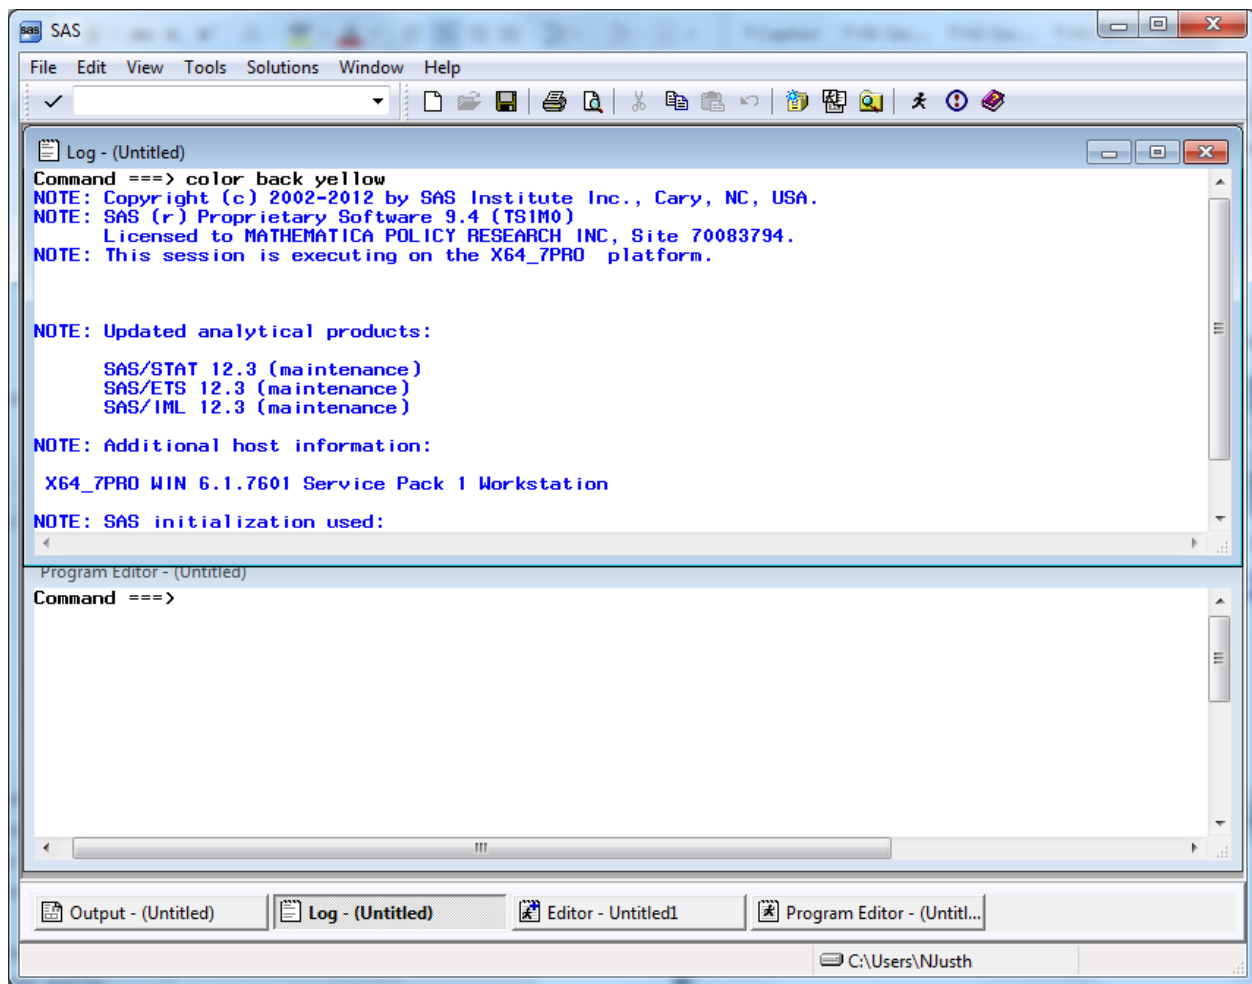 SAS
File Edit View Tools Solutions Window Help
Log - (Untitled)
Command ===> color back yellow
NOTE: Copyright (c) 2002-2012 by SAS Institute Inc., Cary, NC, USA.
NOTE: SAS (r) Proprietary Software 9.4 (TS1M0)
Licensed to MATHEMATICA POLICY RESEARCH INC, Site 70083794.
NOTE: This session is executing on the X64_7PRO platform.
NOTE: Updated analytical products:
SAS/STAT 12.3 (maintenance)
SAS/ETS 12.3 (maintenance)
SAS/IML 12.3 (maintenance)
NOTE: Additional host information:
X64_7PRO WIN 6.1.7601 Service Pack 1 Workstation
NOTE: SAS initialization used:
Program Editor - (Untitled)
Command ===>
Output - (Untitled) Log - (Untitled) Editor - Untitled1 Program Editor - (Untitl...
C:\Users\NJusth